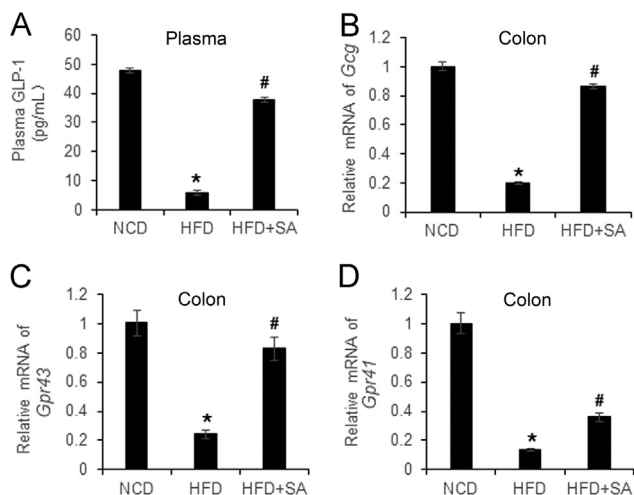 A
Plasma
Plasma GLP-1
(pg/mL)
60
50
40
30
20
10
0
*
#
NCD HFD HFD+SA
B
Colon
Relative mRNA of Gcg
1.2
1
0.8
0.6
0.4
0.2
0
*
#
NCD HFD HFD+SA
C
Colon
Relative mRNA of
Gpr43
1.2
1
0.8
0.6
0.4
0.2
0
*
#
NCD HFD HFD+SA
D
Colon
Relative mRNA of
Gpr41
1.2
1
0.8
0.6
0.4
0.2
0
*
#
NCD HFD HFD+SA